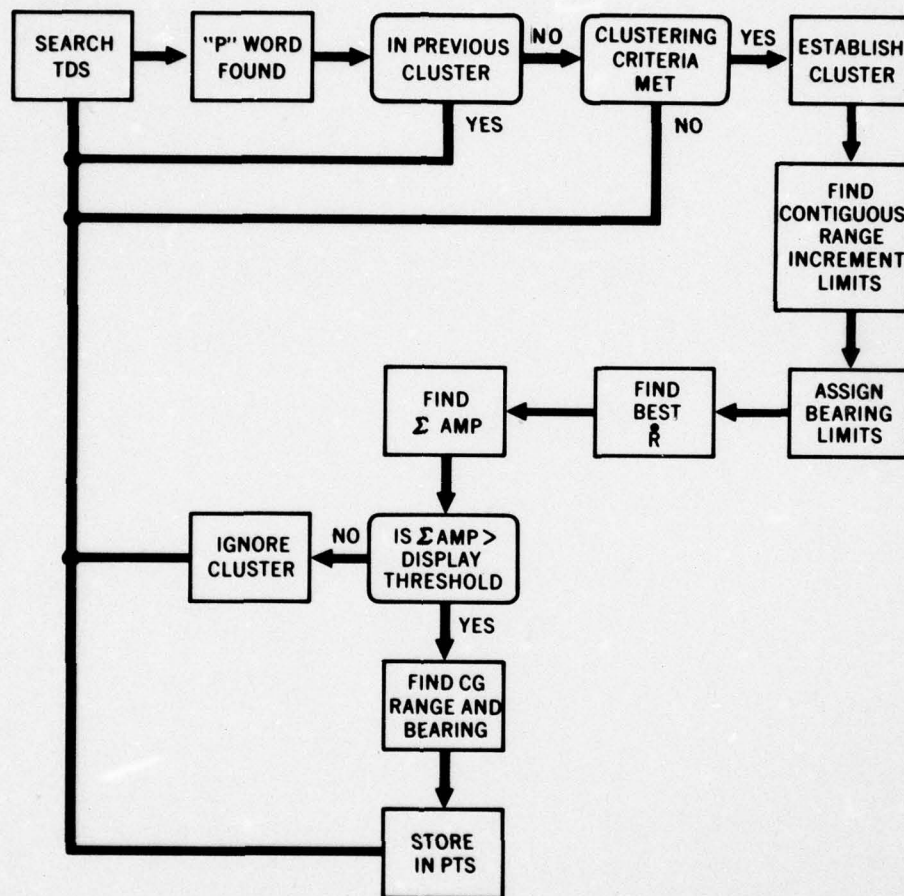 SEARCH
TDS
"P" WORD
FOUND
IN PREVIOUS
CLUSTER
NO
YES
CLUSTERING
CRITERIA
MET
YES
NO
ESTABLISH
CLUSTER
FIND
CONTIGUOUS
RANGE
INCREMENT
LIMITS
ASSIGN
BEARING
LIMITS
FIND
BEST
Ṙ
FIND
Σ AMP
IS Σ AMP >
DISPLAY
THRESHOLD
NO
IGNORE
CLUSTER
YES
FIND CG
RANGE AND
BEARING
STORE
IN PTS